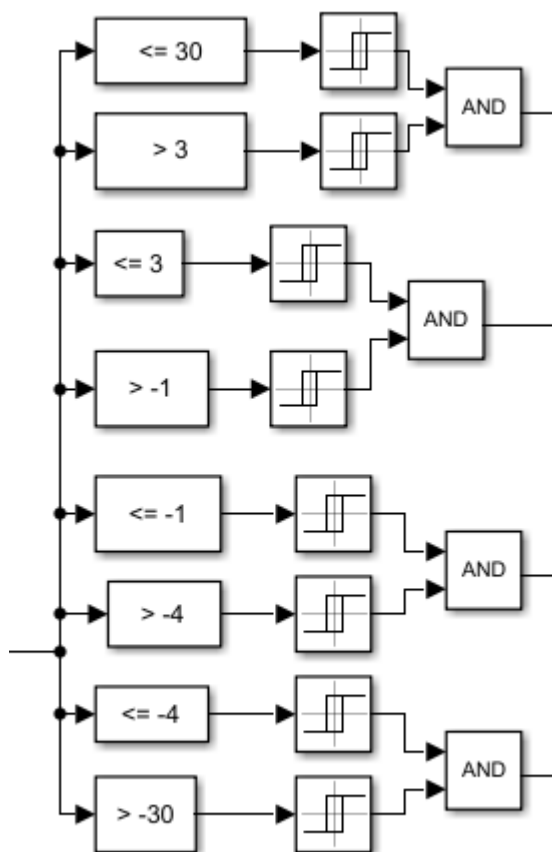 <= 30
AND
> 3
<= 3
AND
> -1
<= -1
AND
> -4
<= -4
AND
> -30